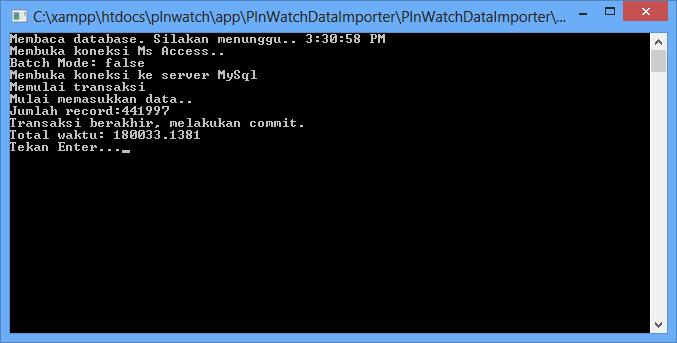 C:\xampp\htdocs\plnwatch\app\PlnWatchDataImporter\PlnWatchDataImporter\...
Membaca database. Silakan menunggu.. 3:30:58 PM
Membuka koneksi Ms Access..
Batch Mode: false
Membuka koneksi ke server MySql
Memulai transaksi
Mulai memasukkan data..
Jumlah record:441997
Transaksi berakhir, melakukan commit.
Total waktu: 180033.1381
Tekan Enter...